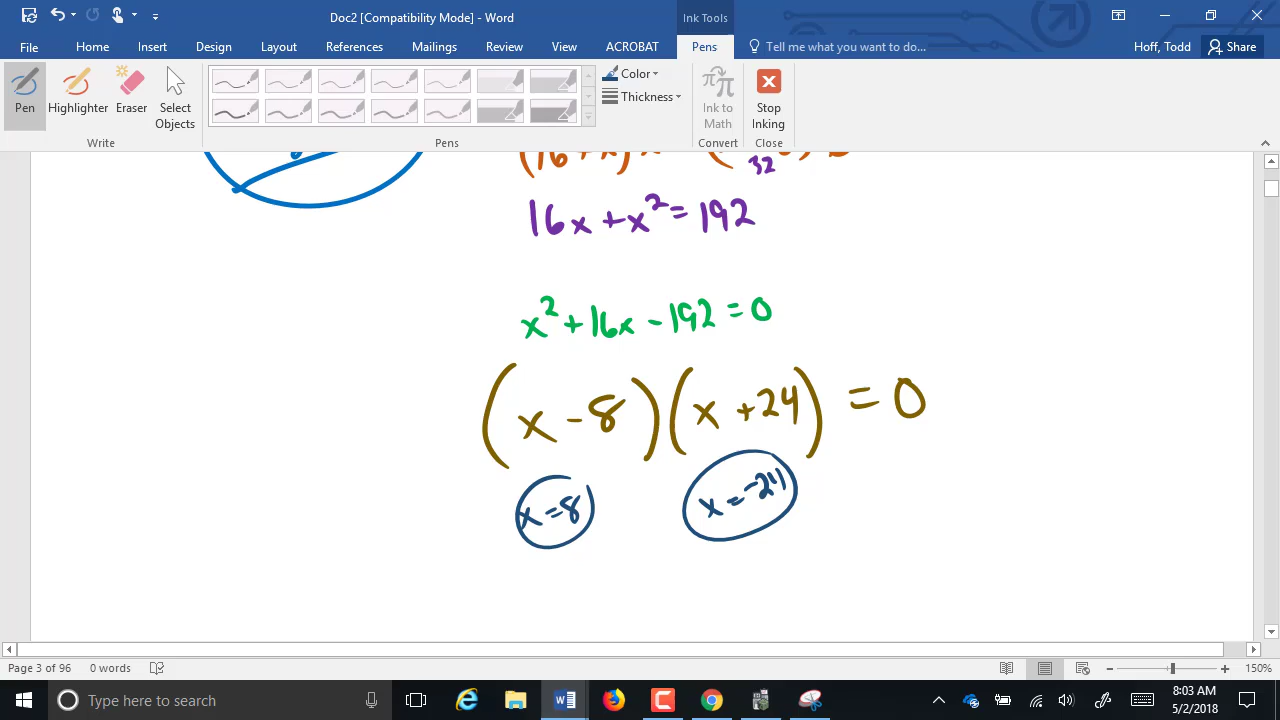 Doc2 [Compatibility Mode] - Word
Ink Tools
File Home Insert Design Layout References Mailings Review View ACROBAT Pens Tell me what you want to do... Hoff, Todd Share
Pen Highlighter Eraser Select Objects
Color
Thickness
Ink to Math
Stop Inking
Write Pens Convert Close
(16 + x) 32
16x + x² = 192
x² + 16x - 192 = 0
(x - 8)(x + 24) = 0
x = 8 x = -24
Page 3 of 96 0 words 150%
Type here to search 8:03 AM
5/2/2018